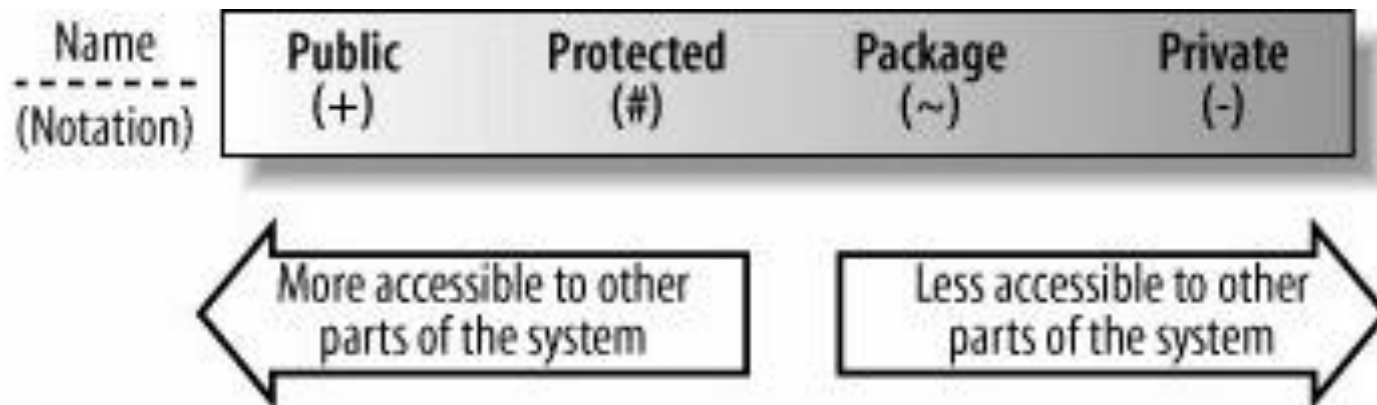 Name
(Notation)
Public
(+)
Protected
(#)
Package
(~)
Private
(-)
More accessible to other
parts of the system
Less accessible to other
parts of the system